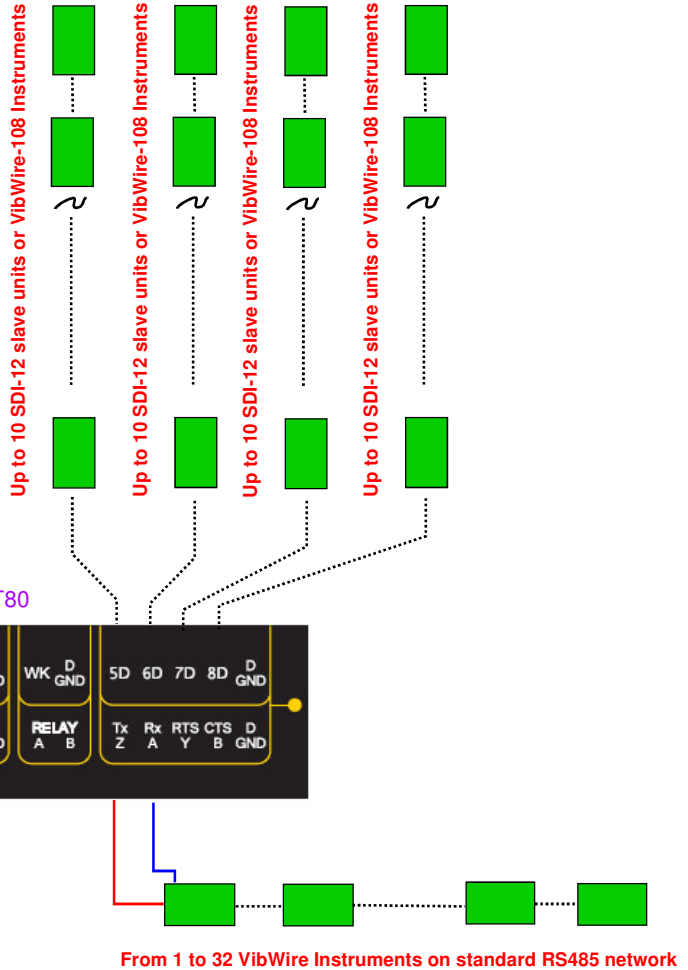 Up to 10 SDI-12 slave units or VibWire-108 Instruments
Up to 10 SDI-12 slave units or VibWire-108 Instruments
Up to 10 SDI-12 slave units or VibWire-108 Instruments
Up to 10 SDI-12 slave units or VibWire-108 Instruments
T80
D WK D GND 5D 6D 7D 8D D GND
D RELAY Tx Rx RTS CTS D
A B Z A Y B GND
From 1 to 32 VibWire Instruments on standard RS485 network